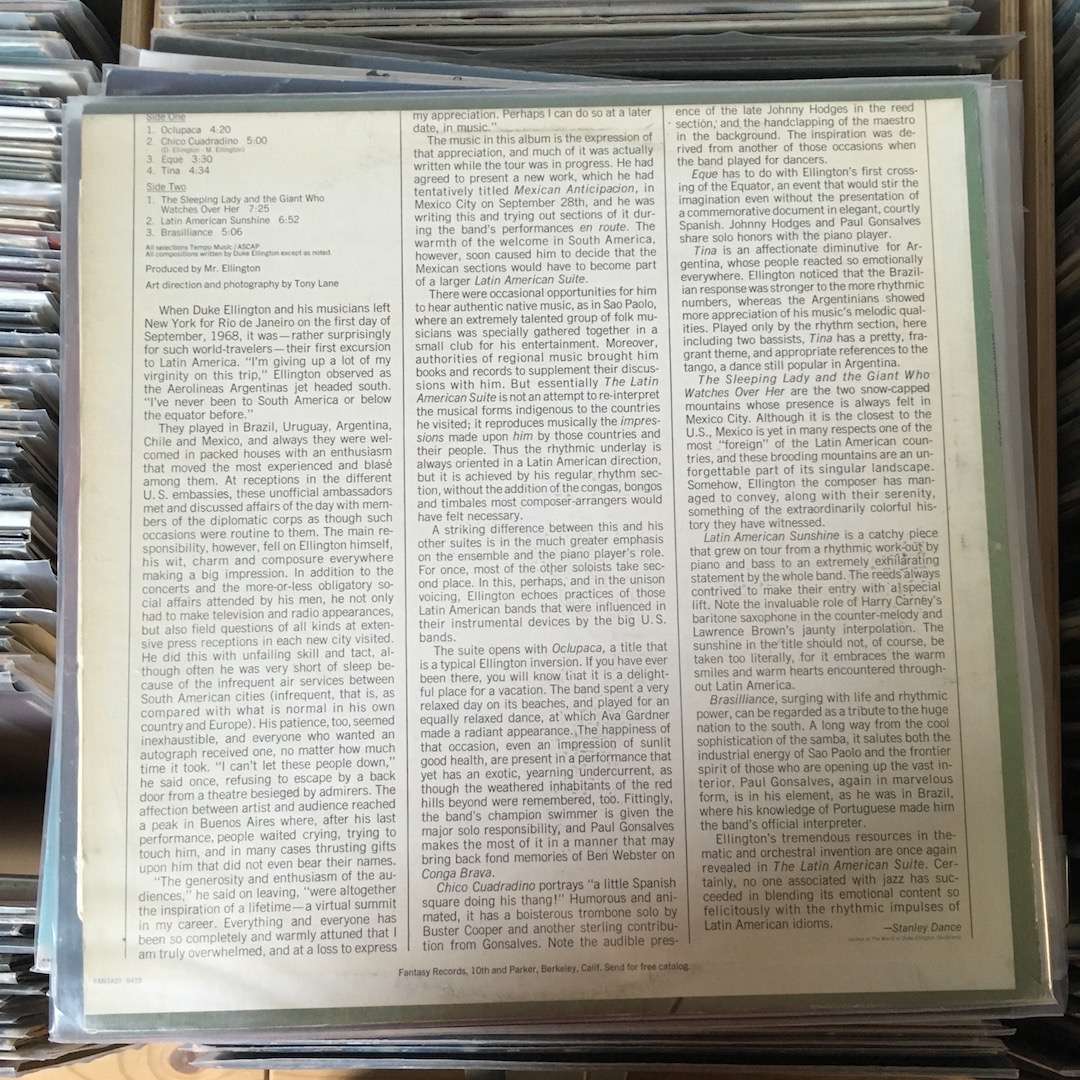 Side One
1. Oclupaca 4:20
2. Chico Cuadradino 5:00
(D. Ellington - M. Ellington)
3. Eque 3:30
4. Tina 4:34
Side Two
1. The Sleeping Lady and the Giant Who
Watches Over Her 7:25
2. Latin American Sunshine 6:52
3. Brasilliance 5:06
All selections Tempo Music / ASCAP
All compositions written by Duke Ellington except as noted.
Produced by Mr. Ellington
Art direction and photography by Tony Lane
When Duke Ellington and his musicians left
New York for Rio de Janeiro on the first day of
September, 1968, it was—rather surprisingly
for such world-travelers—their first excursion
to Latin America. “I’m giving up a lot of my
virginity on this trip,” Ellington observed as
the Aerolineas Argentinas jet headed south.
“I’ve never been to South America or below
the equator before.”
They played in Brazil, Uruguay, Argentina,
Chile and Mexico, and always they were wel-
comed in packed houses with an enthusiasm
that moved the most experienced and blasé
among them. At receptions in the different
U.S. embassies, these unofficial ambassadors
met and discussed affairs of the day with mem-
bers of the diplomatic corps as though such
occasions were routine to them. The main re-
sponsibility, however, fell on Ellington himself,
his wit, charm and composure everywhere
making a big impression. In addition to the
concerts and the more-or-less obligatory so-
cial affairs attended by his men, he not only
had to make television and radio appearances,
but also field questions of all kinds at exten-
sive press receptions in each new city visited.
He did this with unfailing skill and tact, al-
though often he was very short of sleep be-
cause of the infrequent air services between
South American cities (infrequent, that is, as
compared with what is normal in his own
country and Europe). His patience, too, seemed
inexhaustible, and everyone who wanted an
autograph received one, no matter how much
time it took. “I can’t let these people down,”
he said once, refusing to escape by a back
door from a theatre besieged by admirers. The
affection between artist and audience reached
a peak in Buenos Aires where, after his last
performance, people waited crying, trying to
touch him, and in many cases thrusting gifts
upon him that did not even bear their names.
“The generosity and enthusiasm of the au-
diences,” he said on leaving, “were altogether
the inspiration of a lifetime—a virtual summit
in my career. Everything and everyone has
been so completely and warmly attuned that I
am truly overwhelmed, and at a loss to express
my appreciation. Perhaps I can do so at a later
date, in music.”
The music in this album is the expression of
that appreciation, and much of it was actually
written while the tour was in progress. He had
agreed to present a new work, which he had
tentatively titled Mexican Anticipacion, in
Mexico City on September 28th, and he was
writing this and trying out sections of it dur-
ing the band’s performances en route. The
warmth of the welcome in South America,
however, soon caused him to decide that the
Mexican sections would have to become part
of a larger Latin American Suite.
There were occasional opportunities for him
to hear authentic native music, as in Sao Paolo,
where an extremely talented group of folk mu-
sicians was specially gathered together in a
small club for his entertainment. Moreover,
authorities of regional music brought him
books and records to supplement their discus-
sions with him. But essentially The Latin
American Suite is not an attempt to re-interpret
the musical forms indigenous to the countries
he visited; it reproduces musically the impres-
sions made upon him by those countries and
their people. Thus the rhythmic underlay is
always oriented in a Latin American direction,
but it is achieved by his regular rhythm sec-
tion, without the addition of the congas, bongos
and timbales most composer-arrangers would
have felt necessary.
A striking difference between this and his
other suites is in the much greater emphasis
on the ensemble and the piano player’s role.
For once, most of the other soloists take sec-
ond place. In this, perhaps, and in the unison
voicing, Ellington echoes practices of those
Latin American bands that were influenced in
their instrumental devices by the big U.S.
bands.
The suite opens with Oclupaca, a title that
is a typical Ellington inversion. If you have ever
been there, you will know that it is a delight-
ful place for a vacation. The band spent a very
relaxed day on its beaches, and played for an
equally relaxed dance, at which Ava Gardner
made a radiant appearance. The happiness of
that occasion, even an impression of sunlit
good health, are present in a performance that
yet has an exotic, yearning undercurrent, as
though the weathered inhabitants of the red
hills beyond were remembered, too. Fittingly,
the band’s champion swimmer is given the
major solo responsibility, and Paul Gonsalves
makes the most of it in a manner that may
bring back fond memories of Ben Webster on
Conga Brava.
Chico Cuadradino portrays “a little Spanish
square doing his thang!” Humorous and ani-
mated, it has a boisterous trombone solo by
Buster Cooper and another sterling contribu-
tion from Gonsalves. Note the audible pres-
ence of the late Johnny Hodges in the reed
section, and the handclapping of the maestro
in the background. The inspiration was de-
rived from another of those occasions when
the band played for dancers.
Eque has to do with Ellington’s first cross-
ing of the Equator, an event that would stir the
imagination even without the presentation of
a commemorative document in elegant, courtly
Spanish. Johnny Hodges and Paul Gonsalves
share solo honors with the piano player.
Tina is an affectionate diminutive for Ar-
gentina, whose people reacted so emotionally
everywhere. Ellington noticed that the Brazil-
ian response was stronger to the more rhythmic
numbers, whereas the Argentinians showed
more appreciation of his music’s melodic qual-
ities. Played only by the rhythm section, here
including two bassists, Tina has a pretty, fra-
grant theme, and appropriate references to the
tango, a dance still popular in Argentina.
The Sleeping Lady and the Giant Who
Watches Over Her are the two snow-capped
mountains whose presence is always felt in
Mexico City. Although it is the closest to the
U.S., Mexico is yet in many respects one of the
most “foreign” of the Latin American coun-
tries, and these brooding mountains are an un-
forgettable part of its singular landscape.
Somehow, Ellington the composer has man-
aged to convey, along with their serenity,
something of the extraordinarily colorful his-
tory they have witnessed.
Latin American Sunshine is a catchy piece
that grew on tour from a rhythmic work-out by
piano and bass to an extremely exhilarating
statement by the whole band. The reeds always
contrived to make their entry with a special
lift. Note the invaluable role of Harry Carney’s
baritone saxophone in the counter-melody and
Lawrence Brown’s jaunty interpolation. The
sunshine in the title should not, of course, be
taken too literally, for it embraces the warm
smiles and warm hearts encountered through-
out Latin America.
Brasilliance, surging with life and rhythmic
power, can be regarded as a tribute to the huge
nation to the south. A long way from the cool
sophistication of the samba, it salutes both the
industrial energy of Sao Paolo and the frontier
spirit of those who are opening up the vast in-
terior. Paul Gonsalves, again in marvelous
form, is in his element, as he was in Brazil,
where his knowledge of Portuguese made him
the band’s official interpreter.
Ellington’s tremendous resources in the-
matic and orchestral invention are once again
revealed in The Latin American Suite. Cer-
tainly, no one associated with jazz has suc-
ceeded in blending its emotional content so
felicitously with the rhythmic impulses of
Latin American idioms.
—Stanley Dance
(author of The World of Duke Ellington, Scribners)
Fantasy Records, 10th and Parker, Berkeley, Calif. Send for free catalog.
FANTASY 8419